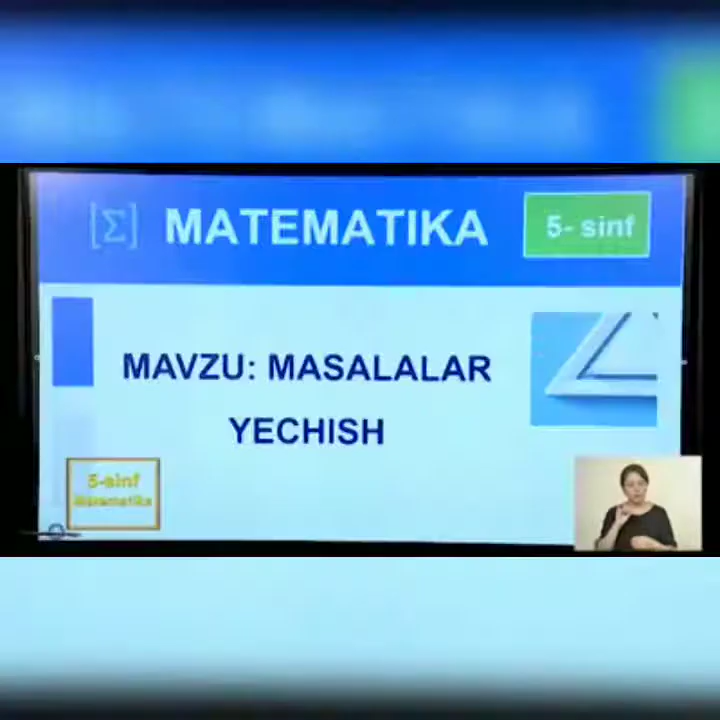 [Σ] MATEMATIKA
5- sinf
MAVZU: MASALALAR
YECHISH
5-sinf
Matematika